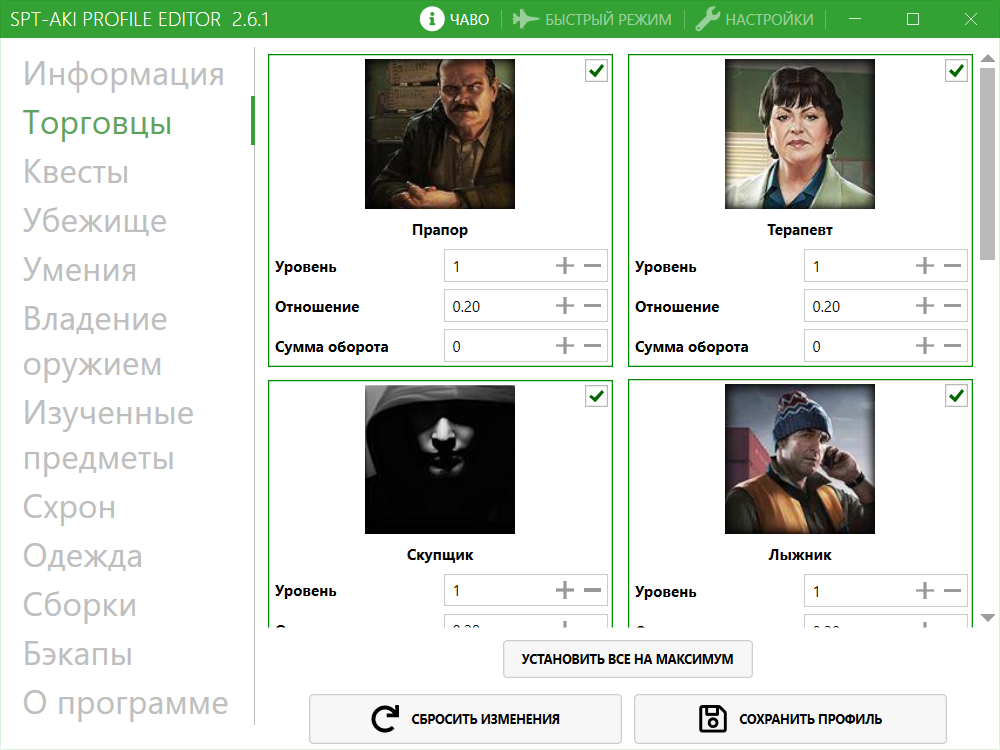 SPT-AKI PROFILE EDITOR 2.6.1
ЧАВО
БЫСТРЫЙ РЕЖИМ
НАСТРОЙКИ
Информация
Торговцы
Квесты
Убежище
Умения
Владение
оружием
Изученные
предметы
Схрон
Одежда
Сборки
Бэкапы
О программе
Прапор
Уровень 1
Отношение 0.20
Сумма оборота 0
Терапевт
Уровень 1
Отношение 0.20
Сумма оборота 0
Скупщик
Уровень 1
Лыжник
Уровень 1
УСТАНОВИТЬ ВСЕ НА МАКСИМУМ
СБРОСИТЬ ИЗМЕНЕНИЯ
СОХРАНИТЬ ПРОФИЛЬ